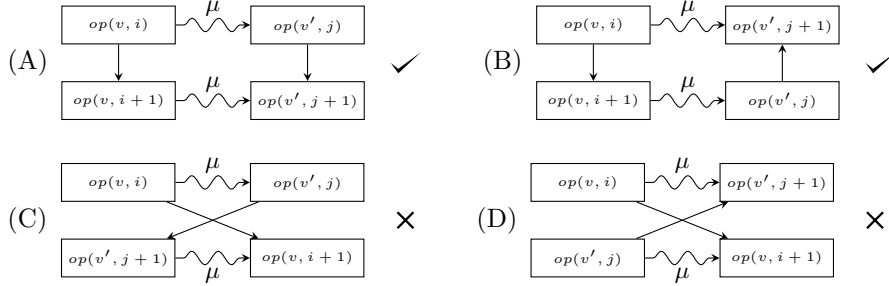 (A) op(v, i) μ op(v′, j) ✓
op(v, i + 1) μ op(v′, j + 1)
(B) op(v, i) μ op(v′, j + 1) ✓
op(v, i + 1) μ op(v′, j)
(C) op(v, i) μ op(v′, j) ×
op(v′, j + 1) μ op(v, i + 1)
(D) op(v, i) μ op(v′, j + 1) ×
op(v′, j) μ op(v, i + 1)